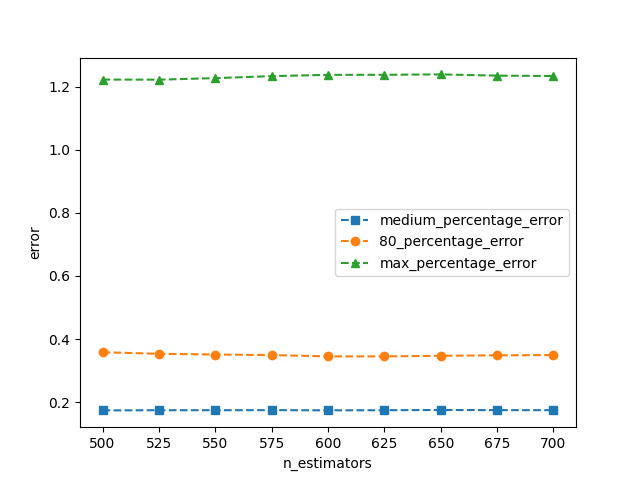 1.2
1.0
0.8
0.6
0.4
0.2
error
medium_percentage_error
80_percentage_error
max_percentage_error
500 525 550 575 600 625 650 675 700
n_estimators